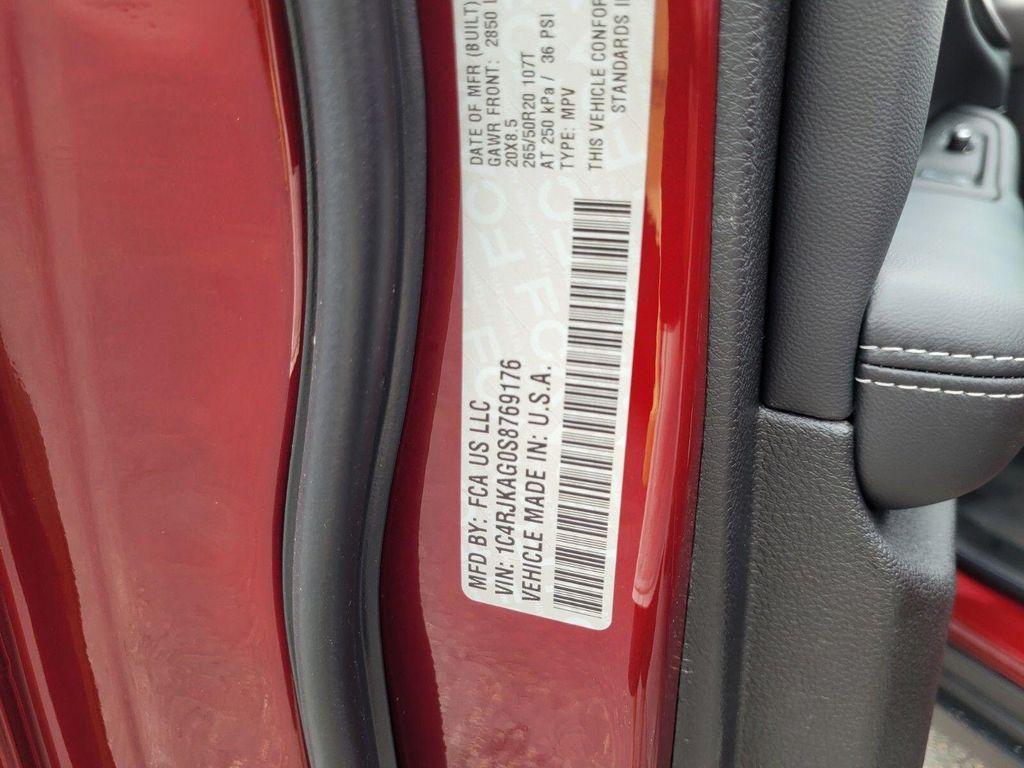 MFD BY: FCA US LLC
VIN: 1C4RJKAG0S8769176
VEHICLE MADE IN: U.S.A.
DATE OF MFR (BUILT)
GAWR FRONT: 2850
20X8.5
265/50R20 107T
AT 250 kPa / 36 PSI
TYPE: MPV
THIS VEHICLE
STANDARDS